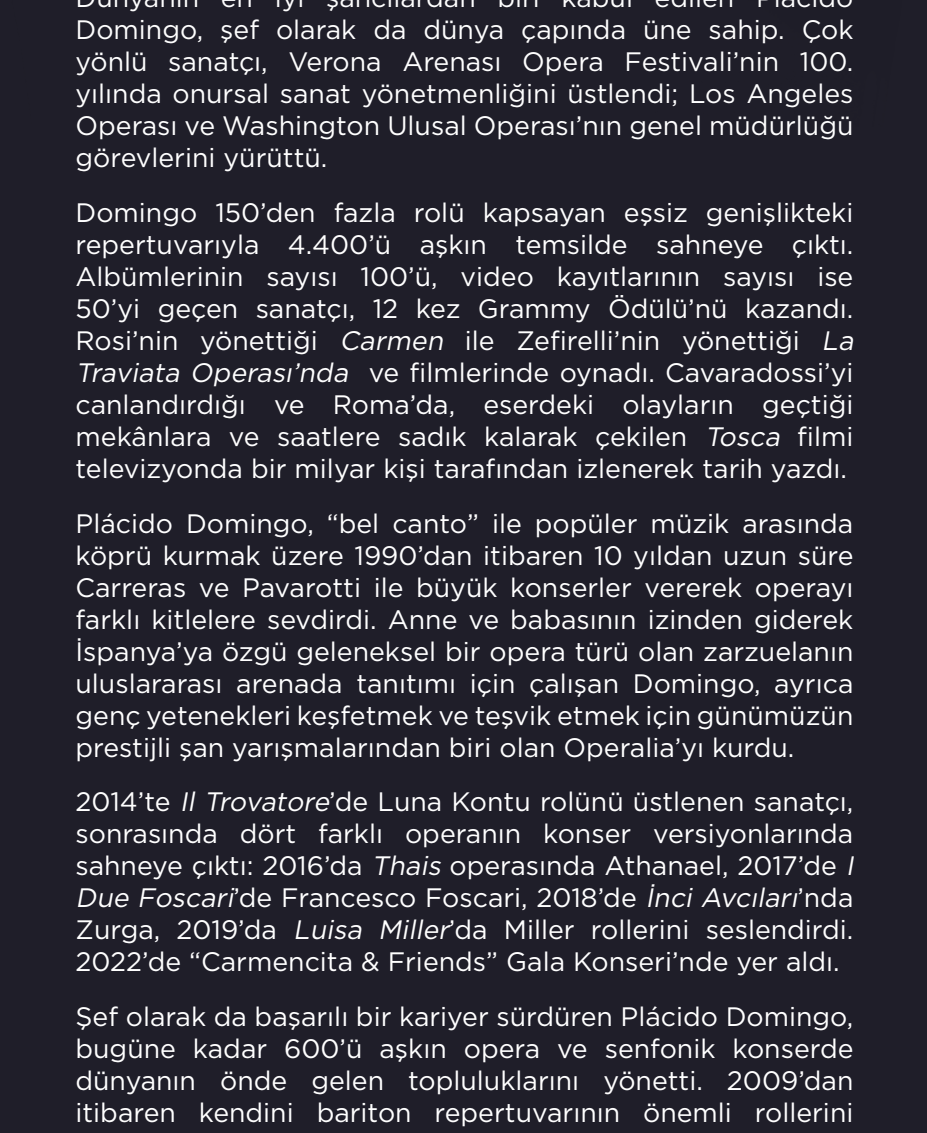 Dünyanın en iyi şancılardan biri kabul edilen Plácido
Domingo, şef olarak da dünya çapında üne sahip. Çok
yönlü sanatçı, Verona Arenası Opera Festivali’nin 100.
yılında onursal sanat yönetmenliğini üstlendi; Los Angeles
Operası ve Washington Ulusal Operası’nın genel müdürlüğü
görevlerini yürüttü.
Domingo 150’den fazla rolü kapsayan eşsiz genişlikteki
repertuvarıyla 4.400’ü aşkın temsilde sahneye çıktı.
Albümlerinin sayısı 100’ü, video kayıtlarının sayısı ise
50’yi geçen sanatçı, 12 kez Grammy Ödülü’nü kazandı.
Rosi’nin yönettiği Carmen ile Zefirelli’nin yönettiği La
Traviata Operası’nda ve filmlerinde oynadı. Cavaradossi’yi
canlandırdığı ve Roma’da, eserdeki olayların geçtiği
mekânlara ve saatlere sadık kalarak çekilen Tosca filmi
televizyonda bir milyar kişi tarafından izlenerek tarih yazdı.
Plácido Domingo, “bel canto” ile popüler müzik arasında
köprü kurmak üzere 1990’dan itibaren 10 yıldan uzun süre
Carreras ve Pavarotti ile büyük konserler vererek operayı
farklı kitlelere sevdirdi. Anne ve babasının izinden giderek
İspanya’ya özgü geleneksel bir opera türü olan zarzuelanın
uluslararası arenada tanıtımı için çalışan Domingo, ayrıca
genç yetenekleri keşfetmek ve teşvik etmek için günümüzün
prestijli şan yarışmalarından biri olan Operalia’yı kurdu.
2014’te Il Trovatore’de Luna Kontu rolünü üstlenen sanatçı,
sonrasında dört farklı operanın konser versiyonlarında
sahneye çıktı: 2016’da Thais operasında Athanael, 2017’de I
Due Foscari’de Francesco Foscari, 2018’de İnci Avcıları’nda
Zurga, 2019’da Luisa Miller’da Miller rollerini seslendirdi.
2022’de “Carmencita & Friends” Gala Konseri’nde yer aldı.
Şef olarak da başarılı bir kariyer sürdüren Plácido Domingo,
bugüne kadar 600’ü aşkın opera ve senfonik konserde
dünyanın önde gelen topluluklarını yönetti. 2009’dan
itibaren kendini bariton repertuvarının önemli rollerini